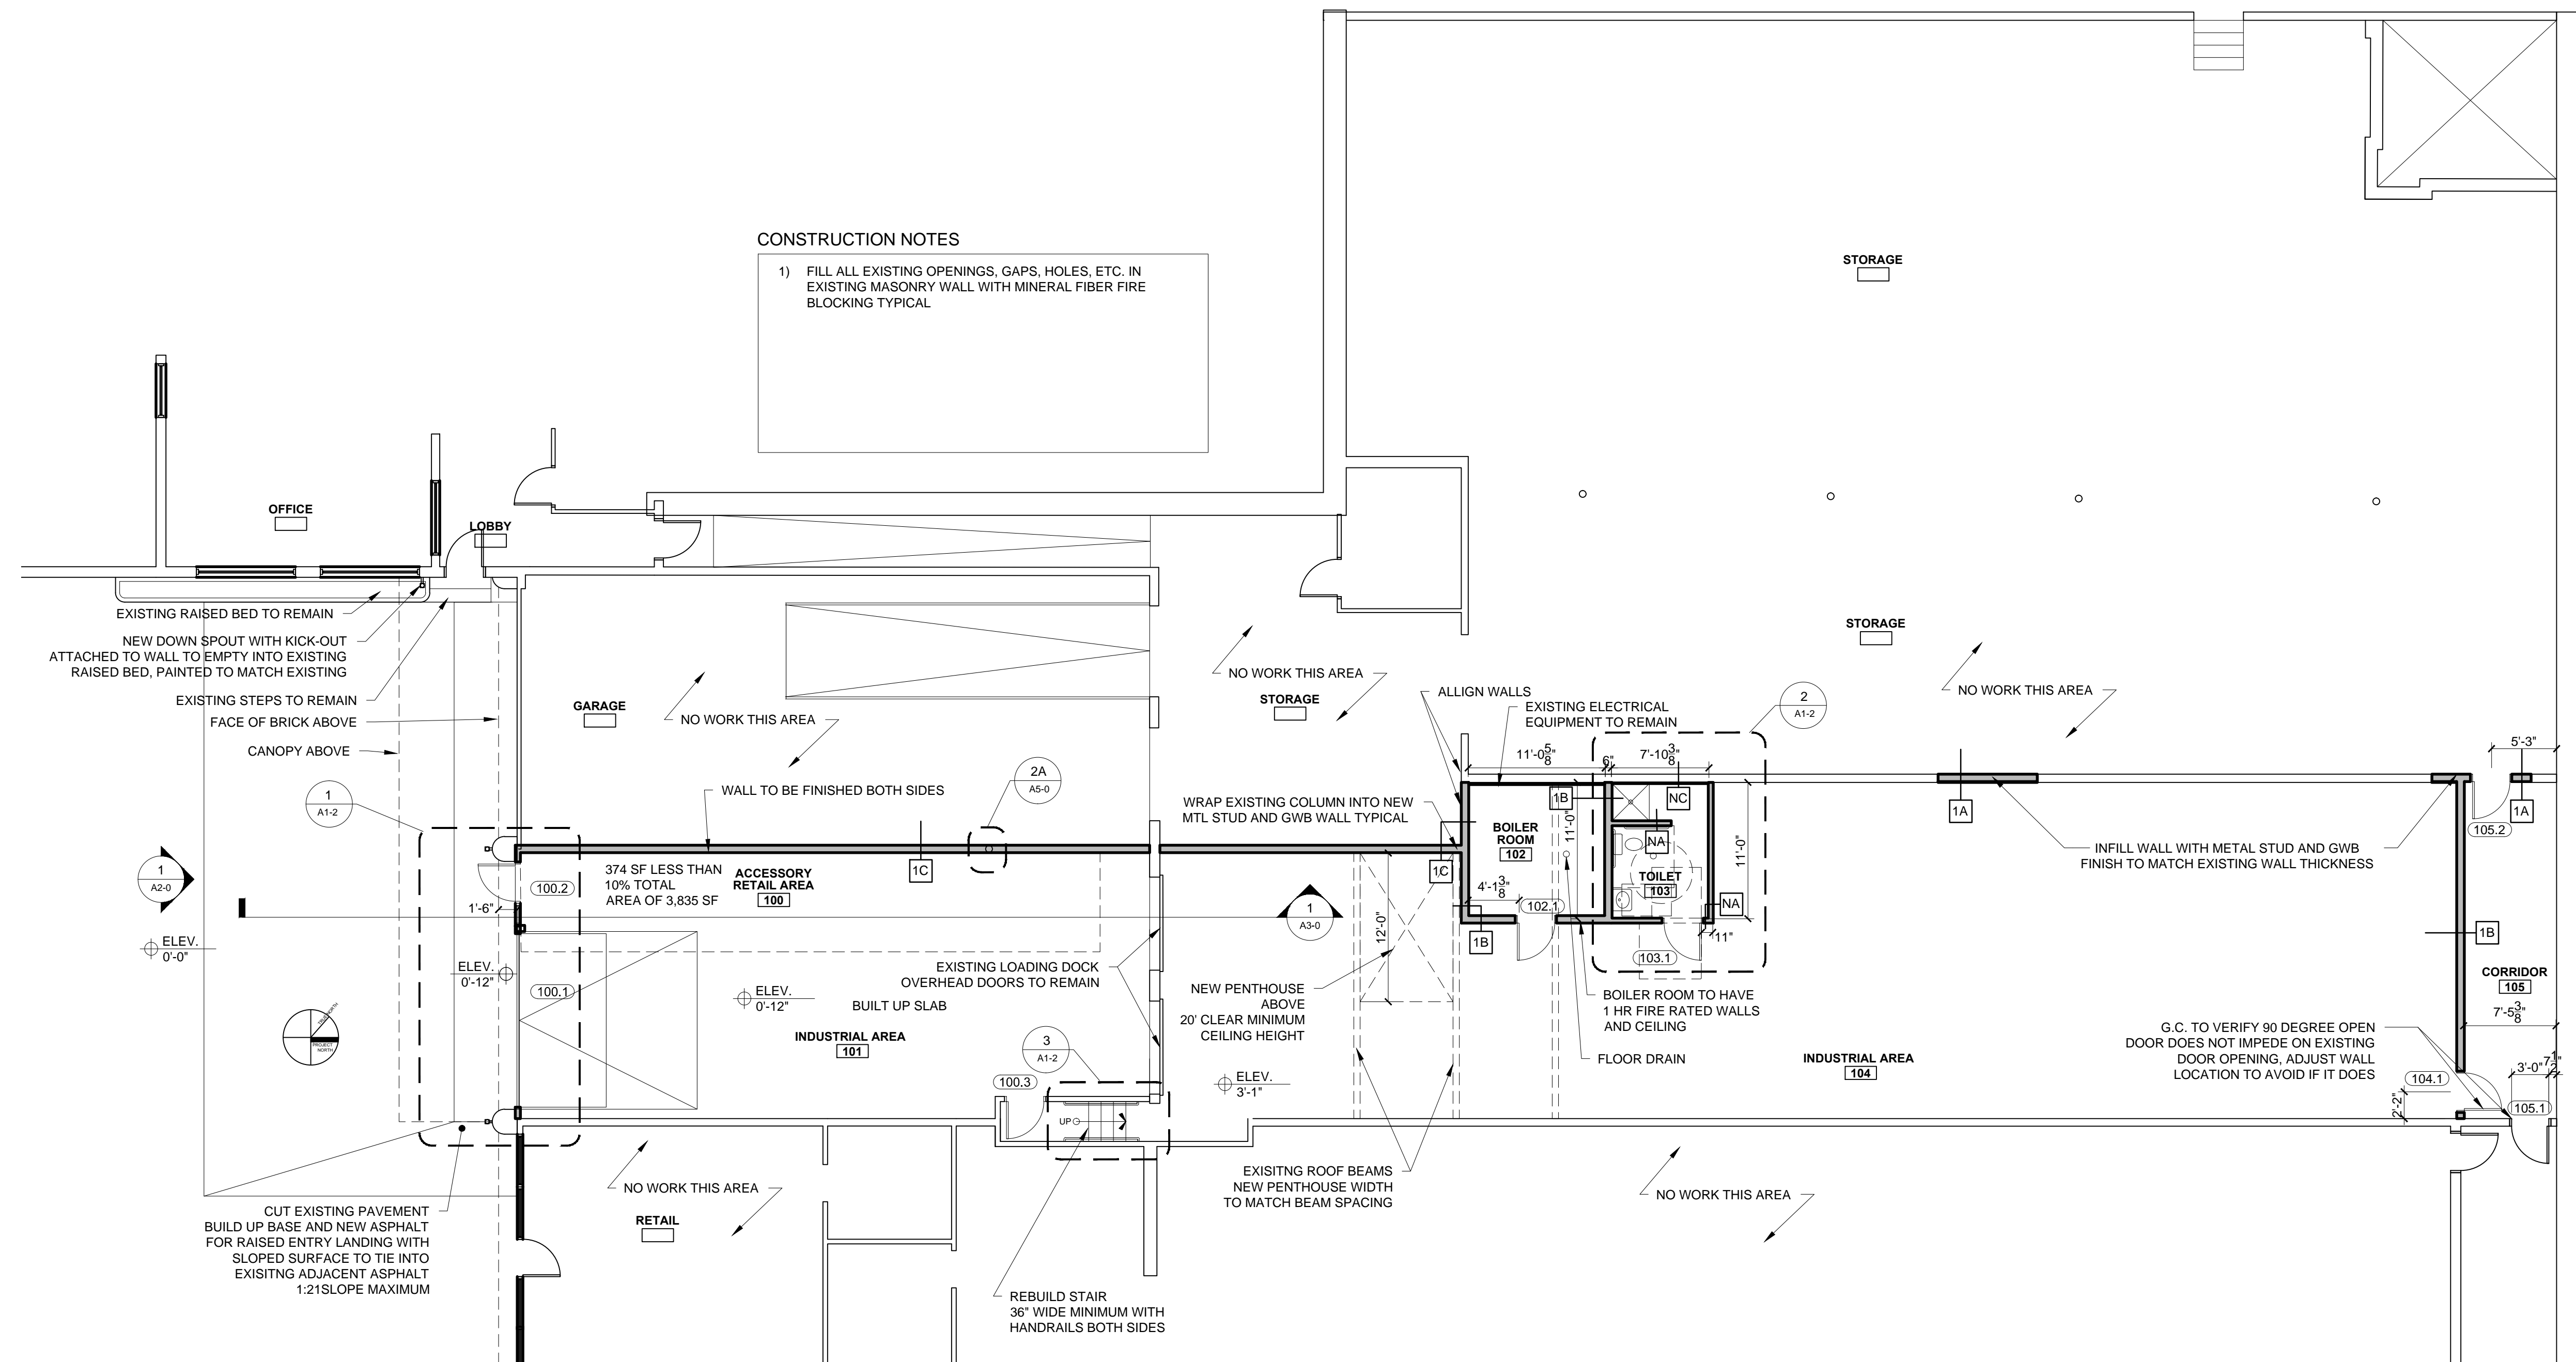 CONSTRUCTION NOTES
1) FILL ALL EXISTING OPENINGS, GAPS, HOLES, ETC. IN
EXISTING MASONRY WALL WITH MINERAL FIBER FIRE
BLOCKING TYPICAL
STORAGE
OFFICE
LOBBY
EXISTING RAISED BED TO REMAIN
NEW DOWN SPOUT WITH KICK-OUT
ATTACHED TO WALL TO EMPTY INTO EXISTING
RAISED BED, PAINTED TO MATCH EXISTING
EXISTING STEPS TO REMAIN
FACE OF BRICK ABOVE
CANOPY ABOVE
1
A1-2
1
A2-0
ELEV.
0'-0"
TRUE NORTH
PROJECT
NORTH
GARAGE
NO WORK THIS AREA
WALL TO BE FINISHED BOTH SIDES
2A
A5-0
1C
374 SF LESS THAN
10% TOTAL
AREA OF 3,835 SF
ACCESSORY
RETAIL AREA
100
100.2
1'-6"
ELEV.
0'-12"
100.1
ELEV.
0'-12"
BUILT UP SLAB
EXISTING LOADING DOCK
OVERHEAD DOORS TO REMAIN
INDUSTRIAL AREA
101
3
A1-2
100.3
UP
NO WORK THIS AREA
RETAIL
CUT EXISTING PAVEMENT
BUILD UP BASE AND NEW ASPHALT
FOR RAISED ENTRY LANDING WITH
SLOPED SURFACE TO TIE INTO
EXISITNG ADJACENT ASPHALT
1:21SLOPE MAXIMUM
REBUILD STAIR
36" WIDE MINIMUM WITH
HANDRAILS BOTH SIDES
NO WORK THIS AREA
STORAGE
ALLIGN WALLS
EXISTING ELECTRICAL
EQUIPMENT TO REMAIN
11'-0 5/8"
6"
7'-10 3/8"
2
A1-2
WRAP EXISTING COLUMN INTO NEW
MTL STUD AND GWB WALL TYPICAL
1B
NC
BOILER
ROOM
102
11'-0"
NA
11'-0"
TOILET
103
1C
4'-1 3/8"
102.1
NA
11"
1B
103.1
1
A3-0
12'-0"
NEW PENTHOUSE
ABOVE
20' CLEAR MINIMUM
CEILING HEIGHT
ELEV.
3'-1"
BOILER ROOM TO HAVE
1 HR FIRE RATED WALLS
AND CEILING
FLOOR DRAIN
EXISITNG ROOF BEAMS
NEW PENTHOUSE WIDTH
TO MATCH BEAM SPACING
STORAGE
NO WORK THIS AREA
5'-3"
1A
1A
105.2
INFILL WALL WITH METAL STUD AND GWB
FINISH TO MATCH EXISTING WALL THICKNESS
1B
CORRIDOR
105
7'-5 3/8"
G.C. TO VERIFY 90 DEGREE OPEN
DOOR DOES NOT IMPEDE ON EXISTING
DOOR OPENING, ADJUST WALL
LOCATION TO AVOID IF IT DOES
INDUSTRIAL AREA
104
3'-0"
7 1/2"
104.1
2'-2"
105.1
NO WORK THIS AREA